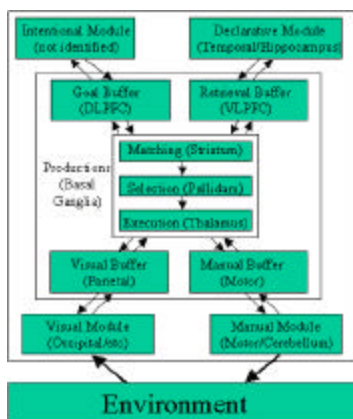 Intentional Module
(not identified)
Declarative Module
(Temporal/Hippocampus)
Goal Buffer
(DLPFC)
Retrieval Buffer
(VLPFC)
Productions
(Basal
Ganglia)
Matching (Striatum)
Selection (Pallidum)
Execution (Thalamus)
Visual Buffer
(Parietal)
Manual Buffer
(Motor)
Visual Module
(Occipital/etc)
Manual Module
(Motor/Cerebellum)
Environment